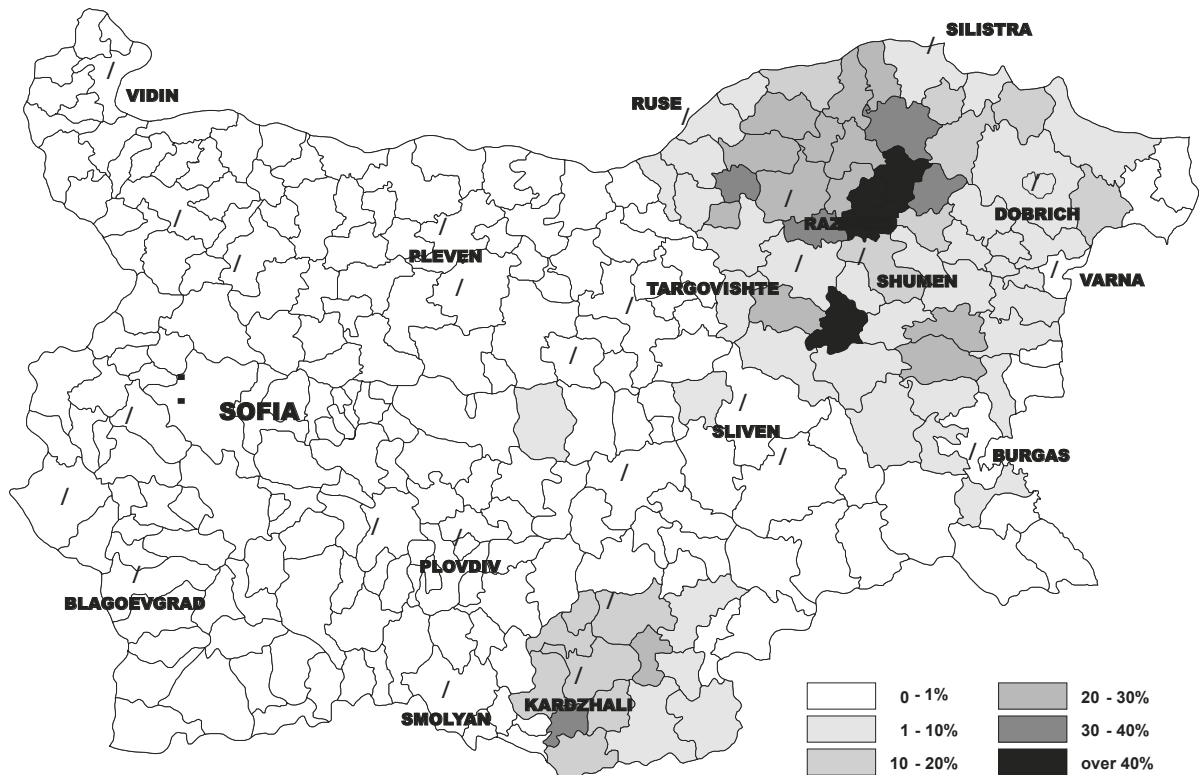 SILISTRA
VIDIN
RUSE
RAZ
DOBRICH
PLEVEN
TARGOVISHTE
SHUMEN
VARNA
SOFIA
SLIVEN
BURGAS
PLOVDIV
BLAGOEVGRAD
KARDZHALI
SMOLYAN
0 - 1%
1 - 10%
10 - 20%
20 - 30%
30 - 40%
over 40%